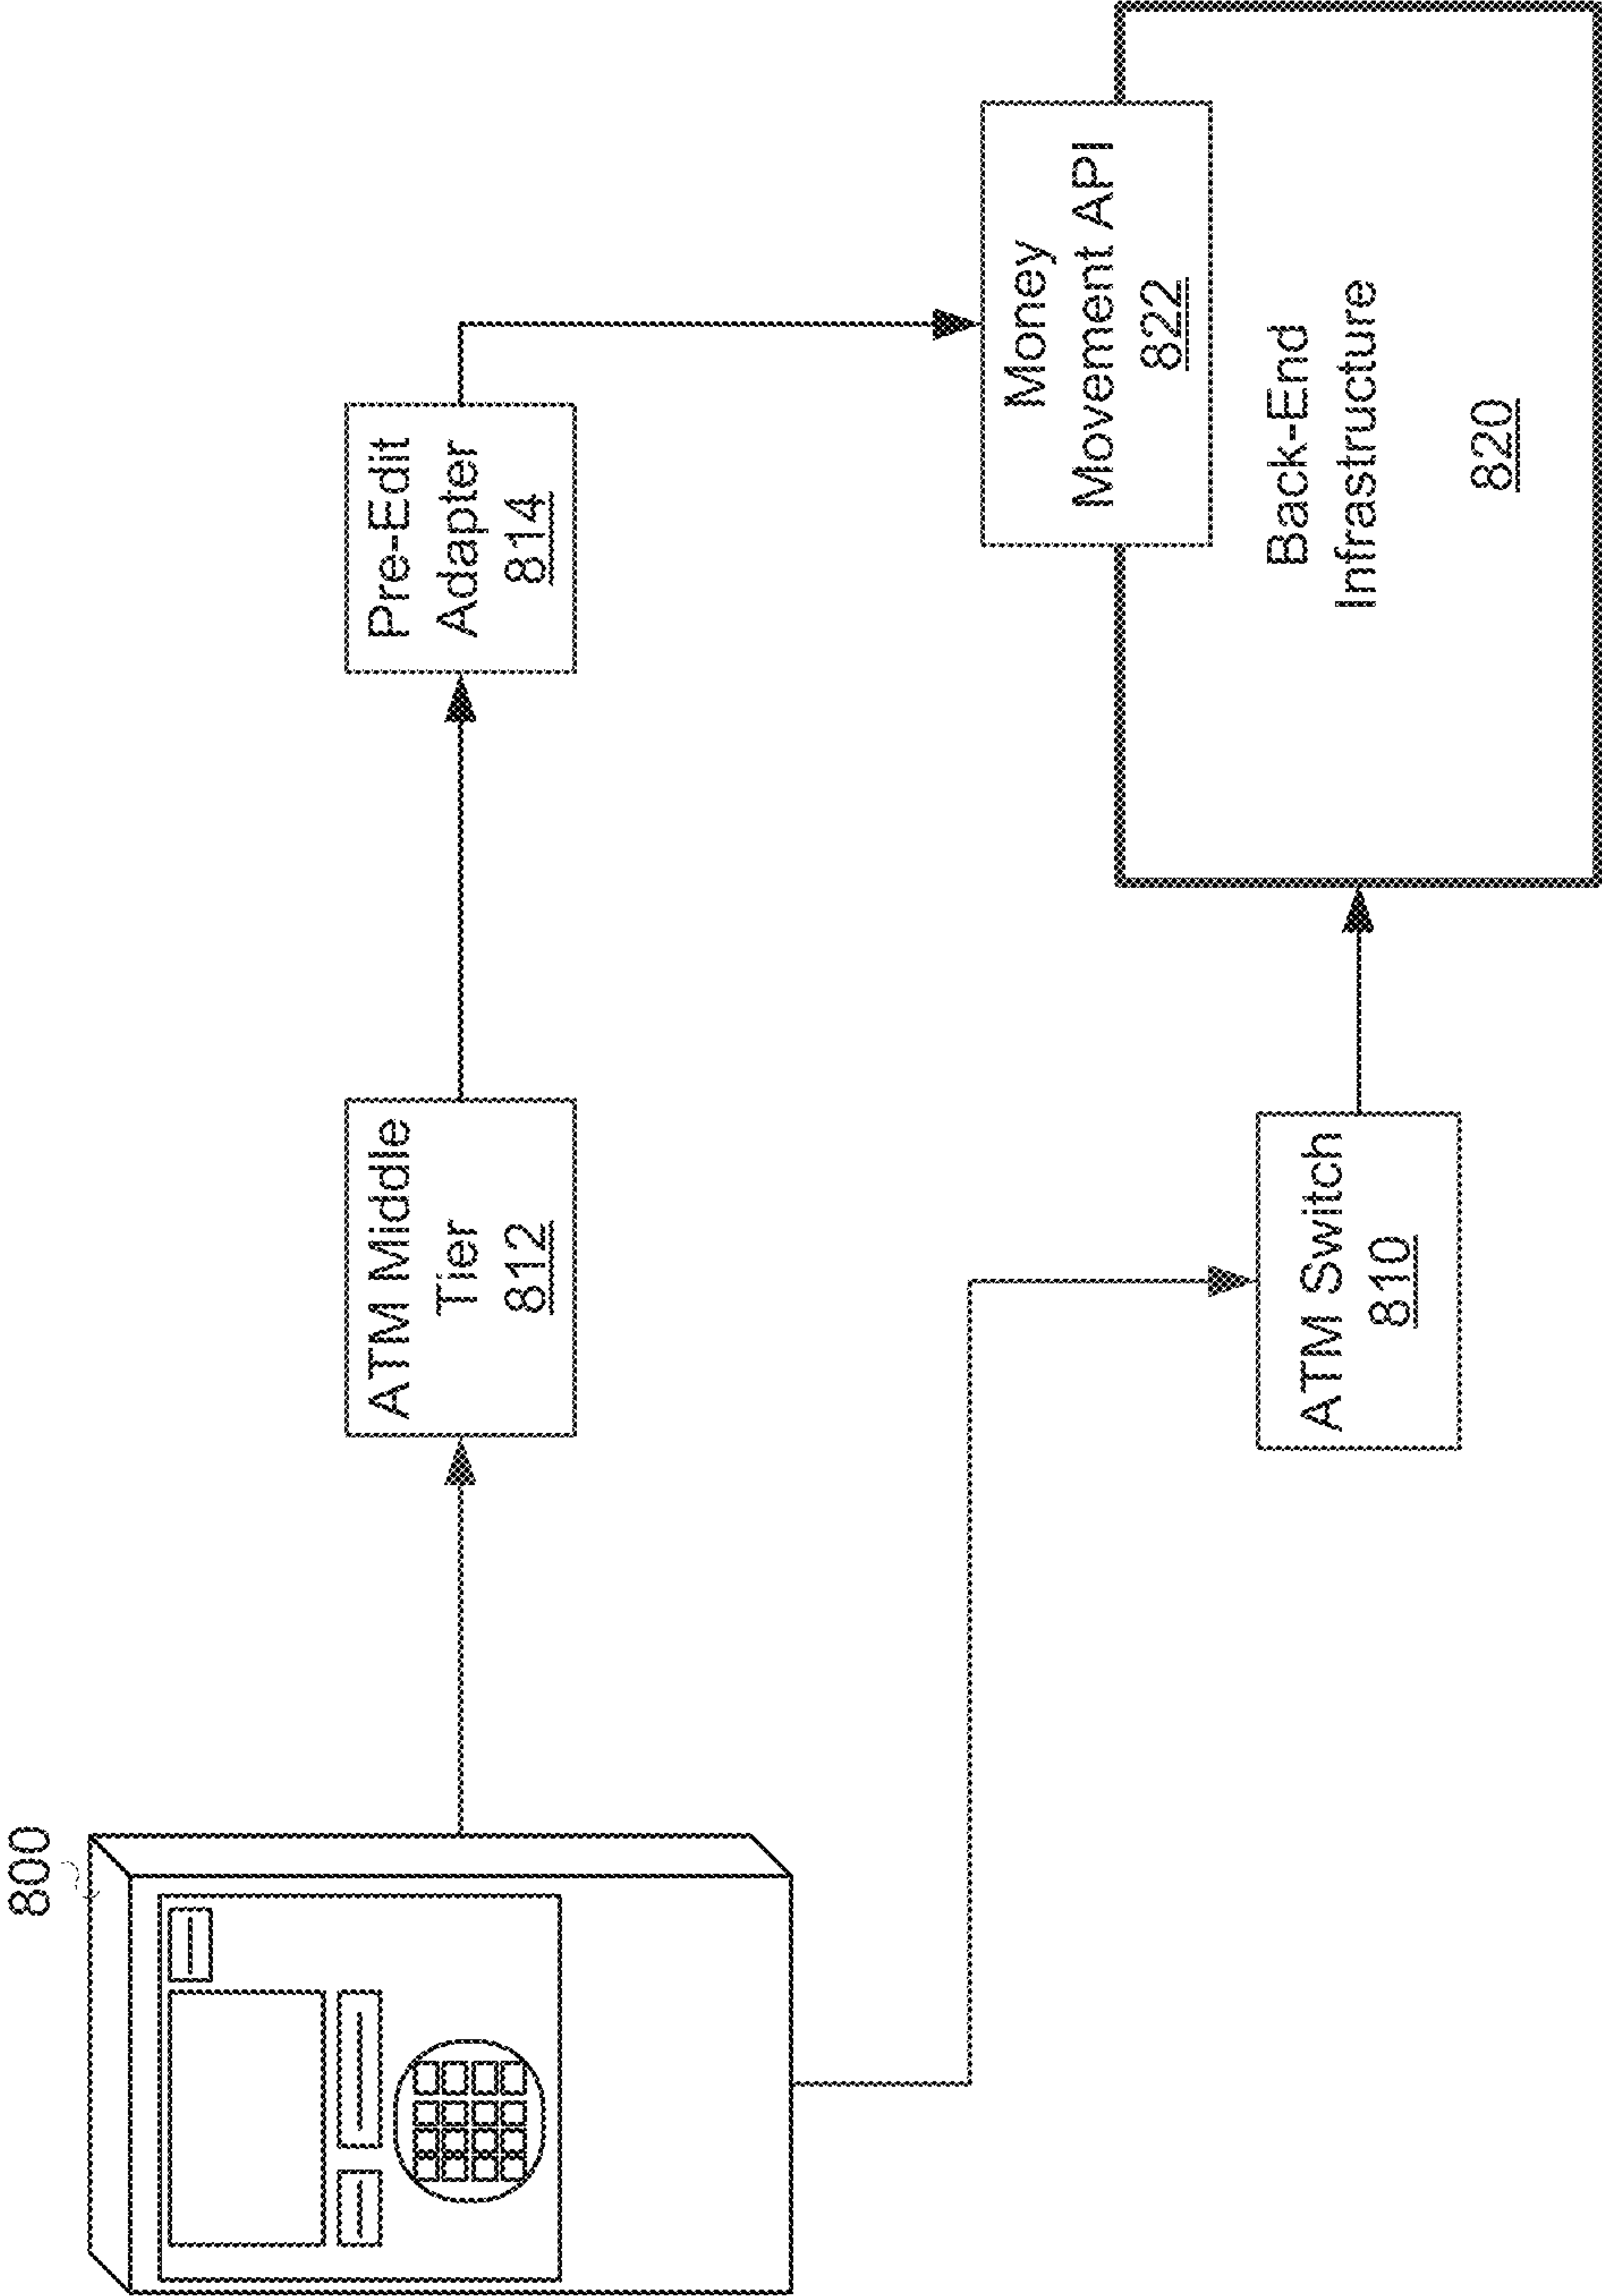 800
ATM Middle
Tier
812
Pre-Edit
Adapter
814
Money
Movement API
822
Back-End
Infrastructure
820
ATM Switch
810